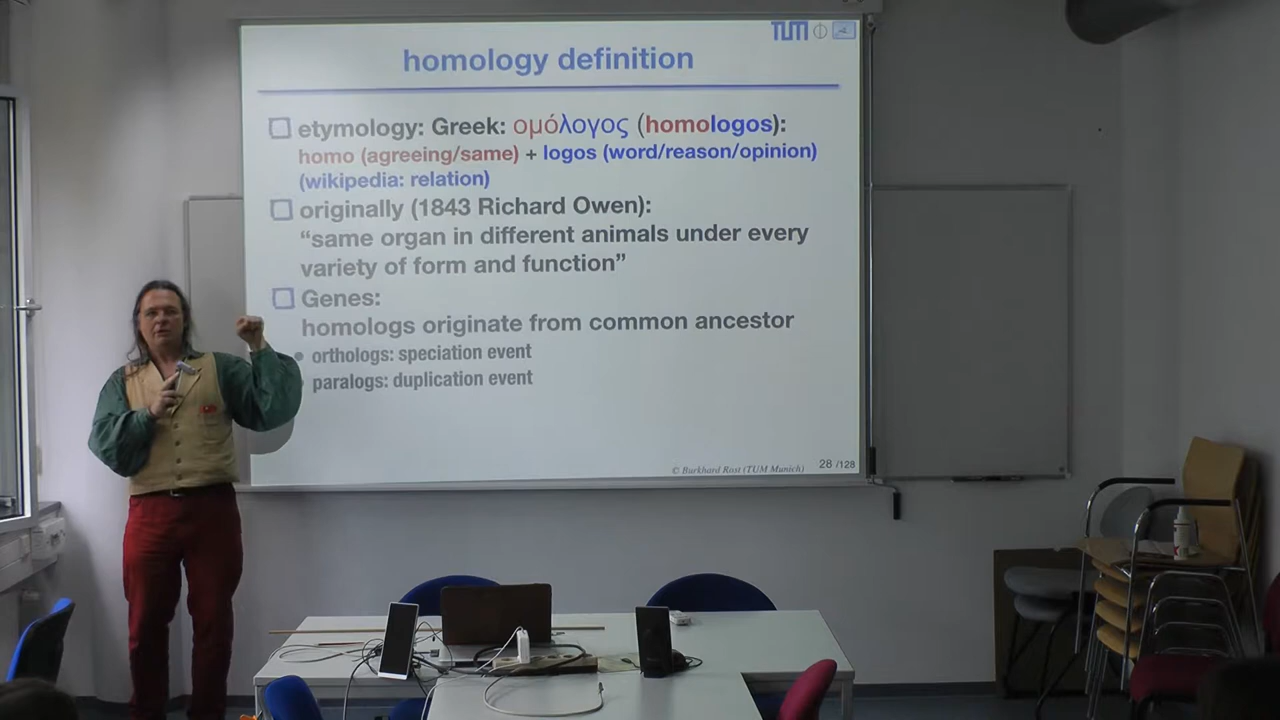 TUM
homology definition
etymology: Greek: ομόλογος (homologos):
homo (agreeing/same) + logos (word/reason/opinion)
(wikipedia: relation)
originally (1843 Richard Owen):
“same organ in different animals under every
variety of form and function”
Genes:
homologs originate from common ancestor
orthologs: speciation event
paralogs: duplication event
© Burkhard Rost (TUM Munich) 28 /128